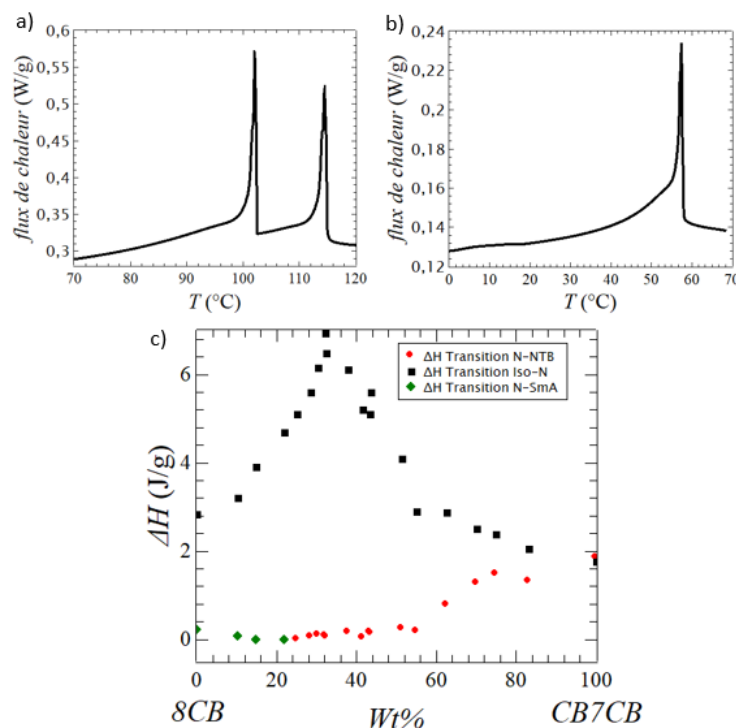 a)
flux de chaleur (W/g)
0,6
0,55
0,5
0,45
0,4
0,35
0,3
70 80 90 100 110 120
T (°C)
b)
flux de chaleur (W/g)
0,24
0,22
0,2
0,18
0,16
0,14
0,12
0 10 20 30 40 50 60 70
T (°C)
c)
ΔH Transition N-NTB
ΔH Transition Iso-N
ΔH Transition N-SmA
ΔH (J/g)
6
4
2
0
0 20 40 60 80 100
8CB Wt% CB7CB